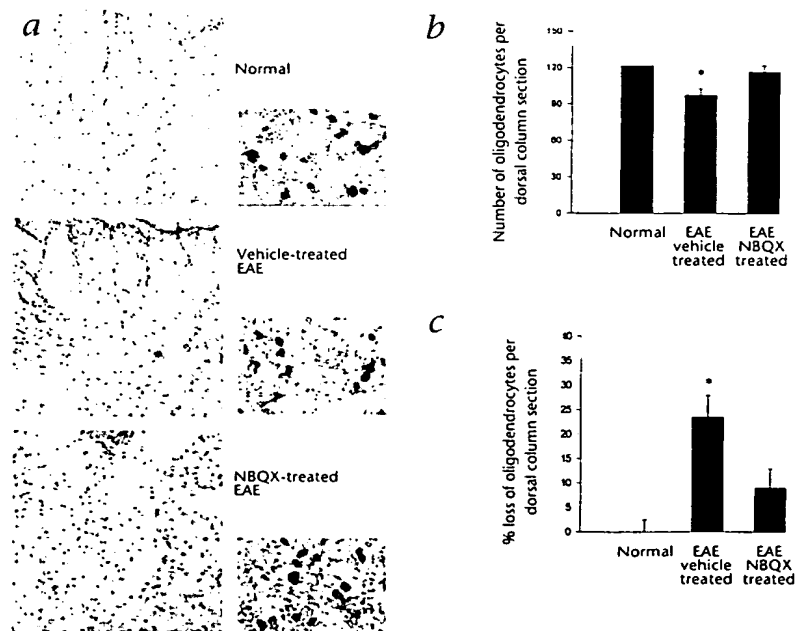 a
Normal
Vehicle-treated
EAE
NBQX-treated
EAE
b
Number of oligodendrocytes per
dorsal column section
150
120
90
60
30
0
Normal
EAE
vehicle
treated
EAE
NBQX
treated
c
% loss of oligodendrocytes per
dorsal column section
40
35
30
25
20
15
10
5
0
Normal
EAE
vehicle
treated
EAE
NBQX
treated